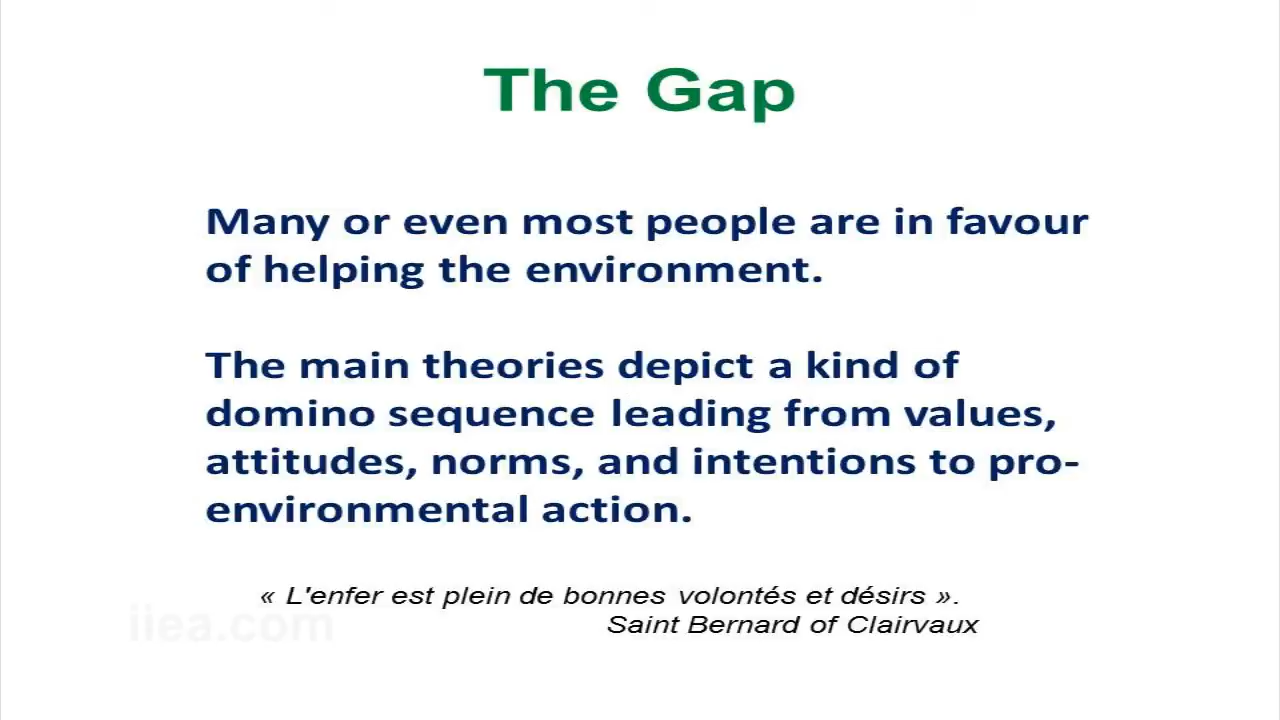 The Gap
Many or even most people are in favour
of helping the environment.
The main theories depict a kind of
domino sequence leading from values,
attitudes, norms, and intentions to pro-
environmental action.
« L'enfer est plein de bonnes volontés et désirs ».
Saint Bernard of Clairvaux
iiea.com